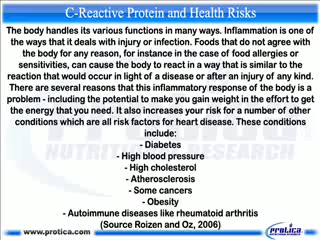 C-Reactive Protein and Health Risks
The body handles its various functions in many ways. Inflammation is one
of the ways that it deals with injury or infection. Foods that do not agree with
the body for any reason, for instance in the case of food allergies or
sensitivities, can cause the body to react in a way that is similar to the
reaction that would occur in light of a disease or after an injury of any kind.
There are several reasons that this inflammatory response of the body is a
problem - including the potential to make you gain weight in the effort to get
the energy that you need. It also increases your risk for a number of other
conditions which are all risk factors for heart disease. These conditions
include:
- Diabetes
- High blood pressure
- High cholesterol
- Atherosclerosis
- Some cancers
- Obesity
- Autoimmune diseases like rheumatoid arthritis
(Source Roizen and Oz, 2006)
www.protica.com
protica